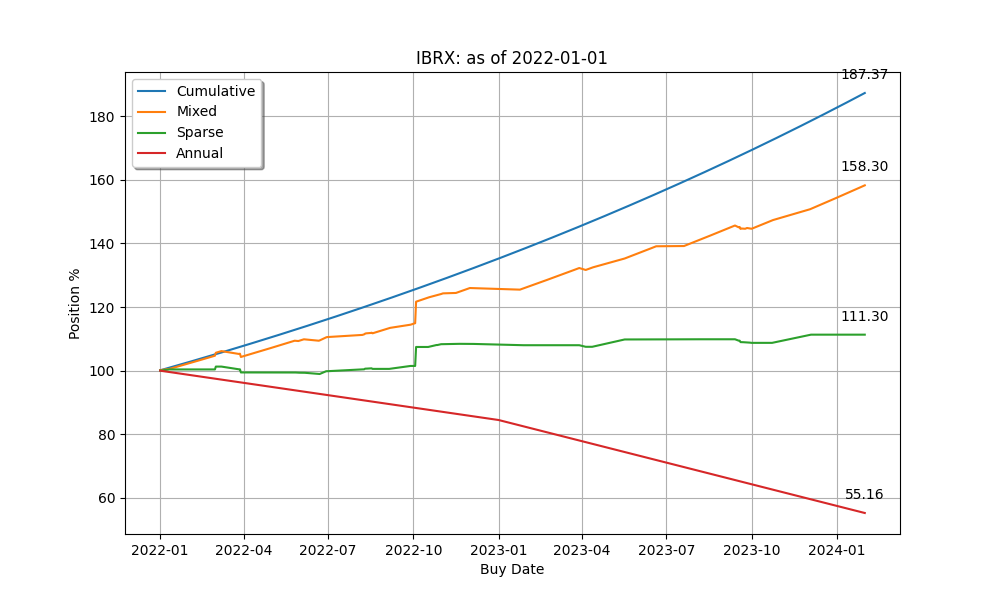 IBRX: as of 2022-01-01
187.37
Cumulative
Mixed
Sparse
Annual
158.30
111.30
55.16
Position %
180
160
140
120
100
80
60
2022-01 2022-04 2022-07 2022-10 2023-01 2023-04 2023-07 2023-10 2024-01
Buy Date